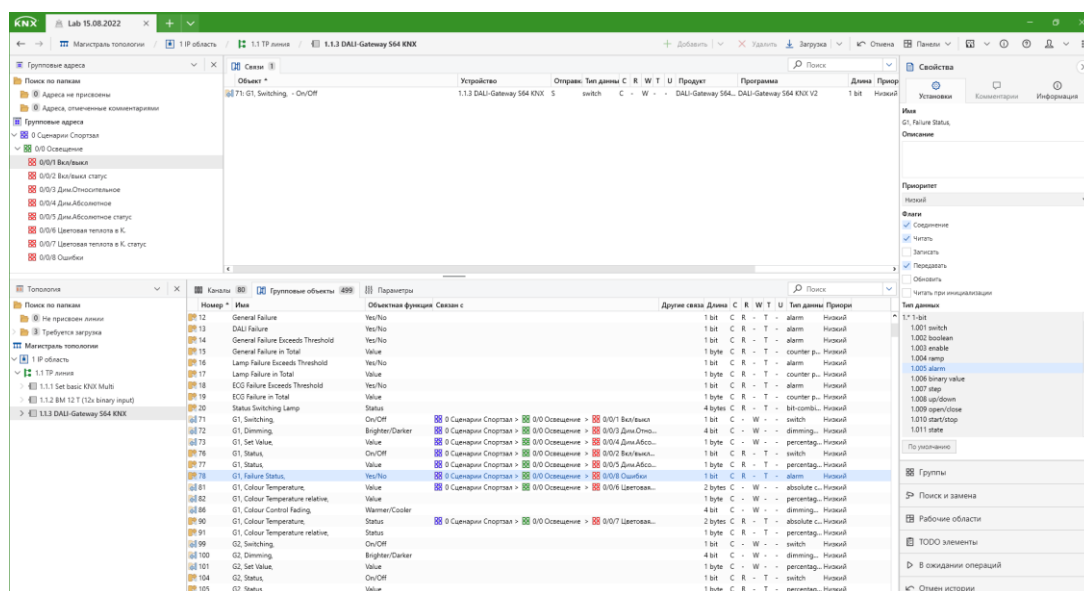 KNX Lab 15.08.2022 × + ∨
← → Магистраль топологии / 1 IP область / 1.1 TP линия / 1.1.3 DALI-Gateway S64 KNX + Добавить × Удалить Загрузка Отмена Панели
Групповые адреса
Поиск по папкам
0 Адреса не присвоены
0 Адреса, отмеченные комментариями
Групповые адреса
0 Сценарии Спортзал
0/0 Освещение
0/0/1 Вкл/выкл
0/0/2 Вкл/выкл статус
0/0/3 Дим.Относительное
0/0/4 Дим.Абсолютное
0/0/5 Дим.Абсолютное статус
0/0/6 Цветовая теплота в К.
0/0/7 Цветовая теплота в К. статус
0/0/8 Ошибки
Связи 1 Поиск
Объект Устройство Отправк Тип данны C R W T U Продукт Программа Длина Приор
71: G1, Switching, - On/Off 1.1.3 DALI-Gateway S64 KNX S switch C - W - - DALI-Gateway S64... DALI-Gateway S64 KNX V2 1 bit Низкий
Топология
Поиск по папкам
0 Не присвоен линии
3 Требуется загрузка
Магистраль топологии
1 IP область
1.1 TP линия
1.1.1 Set basic KNX Multi
1.1.2 BM 12 T (12x binary input)
1.1.3 DALI-Gateway S64 KNX
Каналы 80 Групповые объекты 499 Параметры Поиск
Номер Имя Объектная функция Связан с Другие связа Длина C R W T U Тип данны Приори
12 General Failure Yes/No 1 bit C R - T - alarm Низкий
13 DALI Failure Yes/No 1 bit C R - T - alarm Низкий
14 General Failure Exceeds Threshold Yes/No 1 bit C R - T - alarm Низкий
15 General Failure in Total Value 1 byte C R - T - counter p... Низкий
16 Lamp Failure Exceeds Threshold Yes/No 1 bit C R - T - alarm Низкий
17 Lamp Failure in Total Value 1 byte C R - T - counter p... Низкий
18 ECG Failure Exceeds Threshold Yes/No 1 bit C R - T - alarm Низкий
19 ECG Failure in Total Value 1 byte C R - T - counter p... Низкий
20 Status Switching Lamp Status 4 bytes C R - T - bit-combi... Низкий
71 G1, Switching, On/Off 0 Сценарии Спортзал > 0/0 Освещение > 0/0/1 Вкл/выкл 1 bit C - W - - switch Низкий
72 G1, Dimming, Brighter/Darker 0 Сценарии Спортзал > 0/0 Освещение > 0/0/3 Дим.Отно... 4 bit C - W - - dimming... Низкий
73 G1, Set Value, Value 0 Сценарии Спортзал > 0/0 Освещение > 0/0/4 Дим.Абсо... 1 byte C - W - - percentag... Низкий
76 G1, Status, On/Off 0 Сценарии Спортзал > 0/0 Освещение > 0/0/2 Вкл/выкл... 1 bit C R - T - switch Низкий
77 G1, Status, Value 0 Сценарии Спортзал > 0/0 Освещение > 0/0/5 Дим.Абсо... 1 byte C R - T - percentag... Низкий
78 G1, Failure Status, Yes/No 0 Сценарии Спортзал > 0/0 Освещение > 0/0/8 Ошибки 1 bit C R - T - alarm Низкий
81 G1, Colour Temperature, Value 0 Сценарии Спортзал > 0/0 Освещение > 0/0/6 Цветовая... 2 bytes C - W - - absolute c... Низкий
82 G1, Colour Temperature relative, Value 1 byte C - W - - percentag... Низкий
86 G1, Colour Control Fading, Warmer/Cooler 4 bit C - W - - dimming... Низкий
90 G1, Colour Temperature, Status 0 Сценарии Спортзал > 0/0 Освещение > 0/0/7 Цветовая... 2 bytes C R - T - absolute c... Низкий
91 G1, Colour Temperature relative, Status 1 byte C R - T - percentag... Низкий
99 G2, Switching, On/Off 1 bit C - W - - switch Низкий
100 G2, Dimming, Brighter/Darker 4 bit C - W - - dimming... Низкий
101 G2, Set Value, Value 1 byte C - W - - percentag... Низкий
104 G2, Status, On/Off 1 bit C R - T - switch Низкий
105 G2, Status, Value 1 byte C R - T - percentag... Низкий
Свойства
Установки Комментарии Информация
Имя
G1, Failure Status,
Описание
Приоритет
Низкий
Флаги
Соединение
Читать
Записать
Передавать
Обновить
Читать при инициализации
Тип данных
1.* 1-bit
1.001 switch
1.002 boolean
1.003 enable
1.004 ramp
1.005 alarm
1.006 binary value
1.007 step
1.008 up/down
1.009 open/close
1.010 start/stop
1.011 state
По умолчанию
Группы
Поиск и замена
Рабочие области
TODO элементы
В ожидании операций
Отмен истории